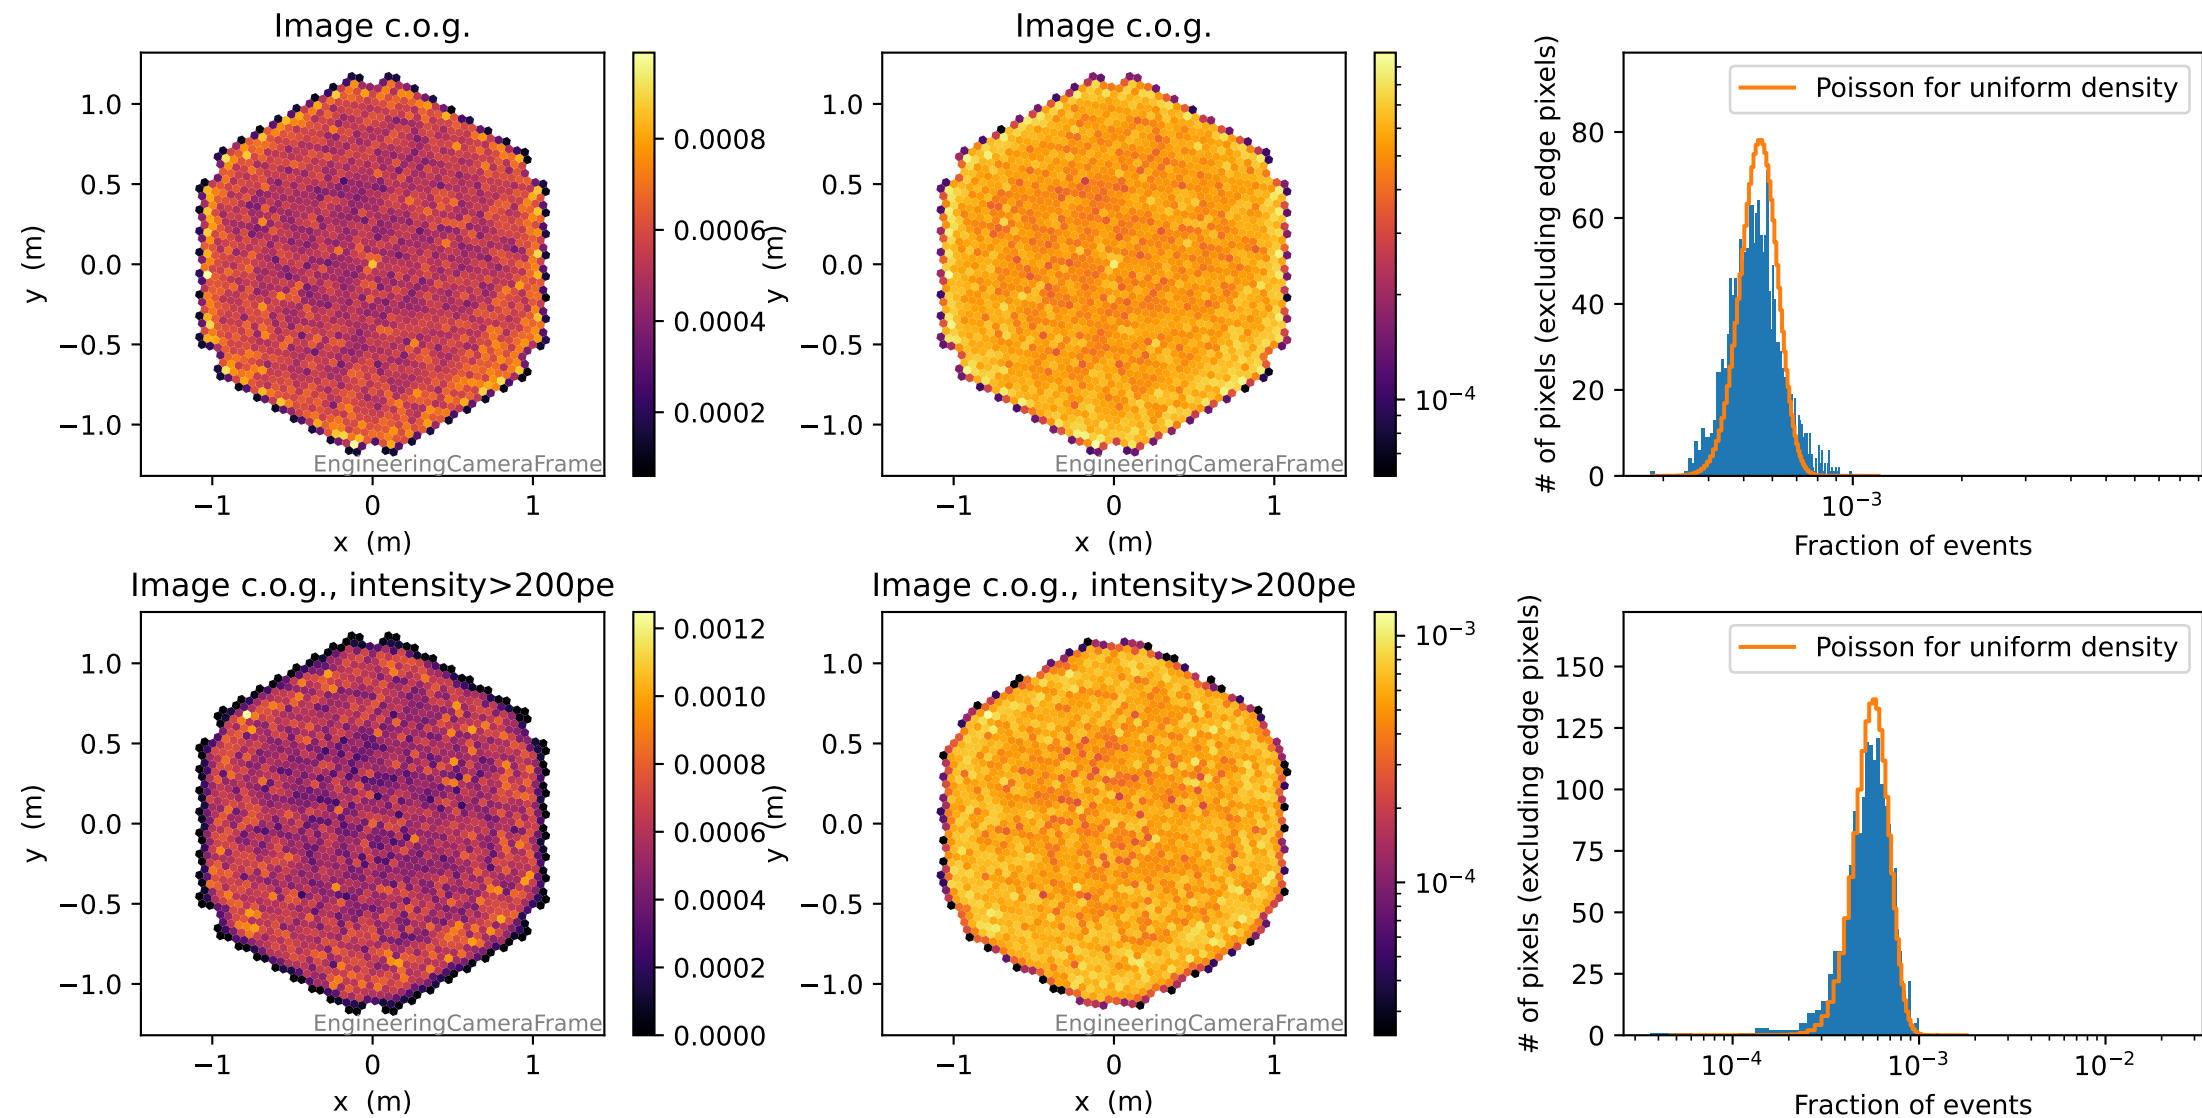 Image c.o.g.
y (m)
1.0
0.5
0.0
−0.5
−1.0
EngineeringCameraFrame
−1 0 1
x (m)
0.0008
0.0006
0.0004
0.0002
Image c.o.g.
y (m)
1.0
0.5
0.0
−0.5
−1.0
EngineeringCameraFrame
−1 0 1
x (m)
10⁻⁴
# of pixels (excluding edge pixels)
Poisson for uniform density
80
60
40
20
0
10⁻³
Fraction of events
Image c.o.g., intensity>200pe
y (m)
1.0
0.5
0.0
−0.5
−1.0
EngineeringCameraFrame
−1 0 1
x (m)
0.0012
0.0010
0.0008
0.0006
0.0004
0.0002
0.0000
Image c.o.g., intensity>200pe
y (m)
1.0
0.5
0.0
−0.5
−1.0
EngineeringCameraFrame
−1 0 1
x (m)
10⁻³
10⁻⁴
# of pixels (excluding edge pixels)
Poisson for uniform density
150
125
100
75
50
25
0
10⁻⁴ 10⁻³ 10⁻²
Fraction of events